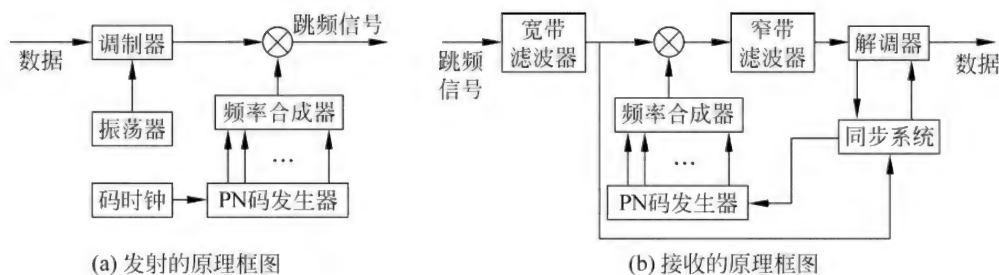 调制器
跳频信号
数据
振荡器
频率合成器
…
码时钟
PN码发生器
(a) 发射的原理框图
跳频
信号
宽带
滤波器
窄带
滤波器
解调器
数据
频率合成器
…
同步系统
PN码发生器
(b) 接收的原理框图